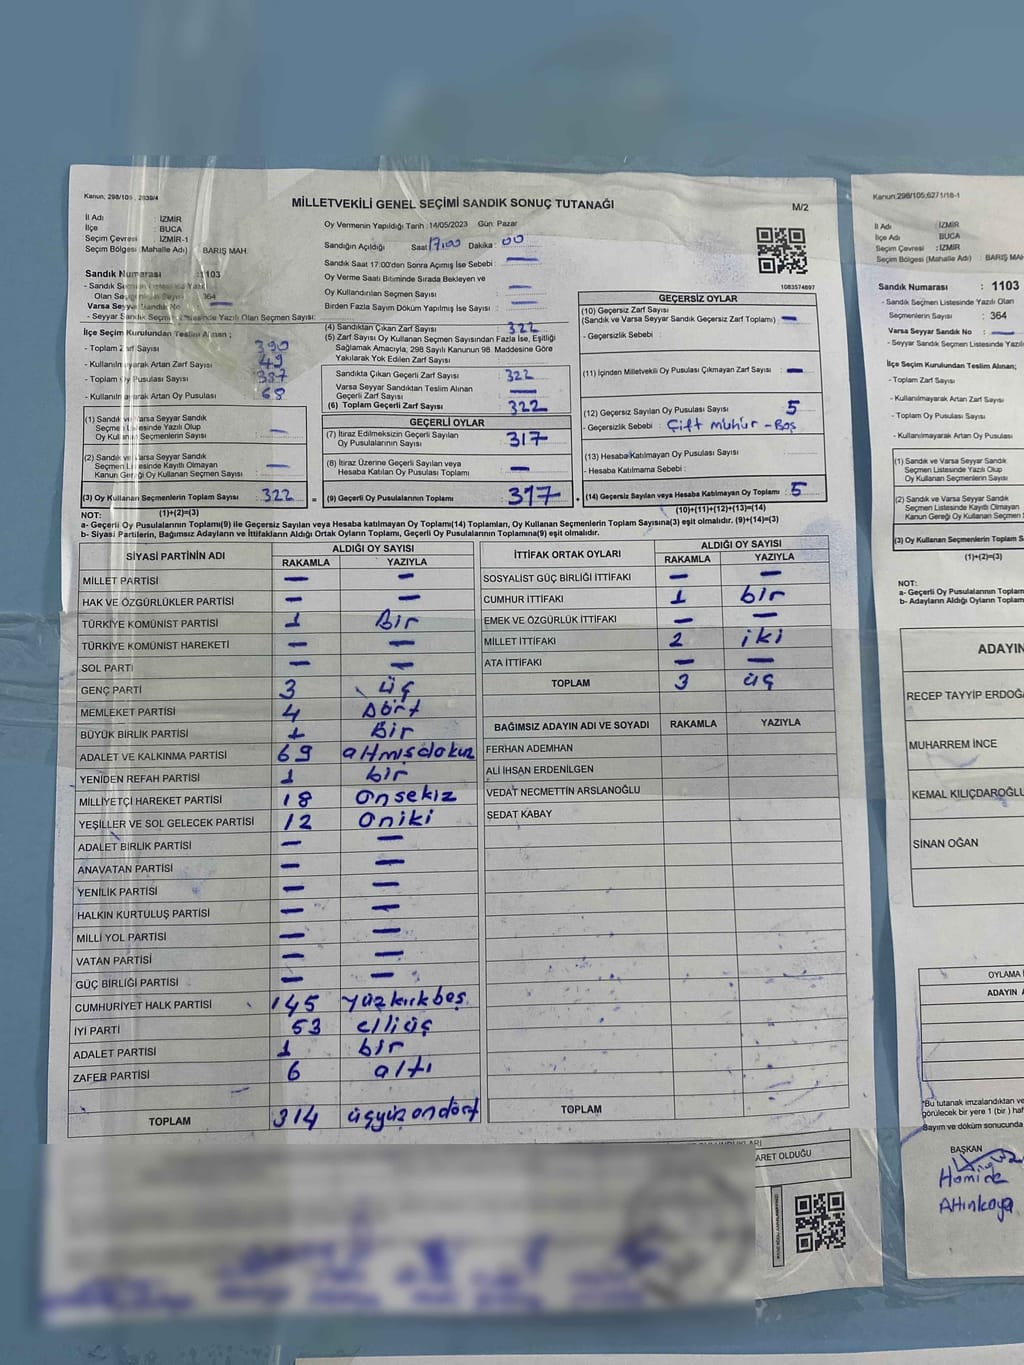 Kanun; 298/105 , 2839/4
MİLLETVEKİLİ GENEL SEÇİMİ SANDIK SONUÇ TUTANAĞI
M/2
İl Adı : İZMİR
İlçe : BUCA
Seçim Çevresi : İZMİR-1
Seçim Bölgesi (Mahalle Adı) BARIŞ MAH.
Sandık Numarası : 1103
- Sandık Seçmen Listesinde Yazılı
Olan Seçmenlerin Sayısı : 364
Varsa Seyyar Sandık No —
- Seyyar Sandık Seçmen Listesinde Yazılı Olan Seçmen Sayısı:
İlçe Seçim Kurulundan Teslim Alınan ;
- Toplam Zarf Sayısı : 390
- Kullanılmayarak Artan Zarf Sayısı : 49
- Toplam Oy Pusulası Sayısı
- Kullanılmayarak Artan Oy Pusulası : 68
(1) Sandık ve Varsa Seyyar Sandık
Seçmen Listesinde Yazılı Olup
Oy Kullanan Seçmenlerin Sayısı : —
(2) Sandık ve Varsa Seyyar Sandık
Seçmen Listesinde Kayıtlı Olmayan
Kanun Gereği Oy Kullanan Seçmen Sayısı : —
(3) Oy Kullanan Seçmenlerin Toplam Sayısı : 322 =
(1)+(2)=(3)
Oy Vermenin Yapıldığı Tarih : 14/05/2023 Gün: Pazar
Sandığın Açıldığı Saat 17:00 Dakika : 00
Sandık Saat 17:00'den Sonra Açılmış İse Sebebi : —
Oy Verme Saati Bitiminde Sırada Bekleyen ve
Oy Kullandırılan Seçmen Sayısı : —
Birden Fazla Sayım Döküm Yapılmış İse Sayısı : —
(4) Sandıktan Çıkan Zarf Sayısı : 322
(5) Zarf Sayısı Oy Kullanan Seçmen Sayısından Fazla İse, Eşitliği
Sağlamak Amacıyla, 298 Sayılı Kanunun 98. Maddesine Göre
Yakılarak Yok Edilen Zarf Sayısı :
Sandıkta Çıkan Geçerli Zarf Sayısı : 322
Varsa Seyyar Sandıktan Teslim Alınan
Geçerli Zarf Sayısı : —
(6) Toplam Geçerli Zarf Sayısı : 322
GEÇERLİ OYLAR
(7) İtiraz Edilmeksizin Geçerli Sayılan
Oy Pusulalarının Sayısı : 317
(8) İtiraz Üzerine Geçerli Sayılan veya
Hesaba Katılan Oy Pusulaları Toplamı : —
(9) Geçerli Oy Pusulalarının Toplamı : 317 +
1083574897
GEÇERSİZ OYLAR
(10) Geçersiz Zarf Sayısı
(Sandık ve Varsa Seyyar Sandık Geçersiz Zarf Toplamı) : —
- Geçersizlik Sebebi :
(11) İçinden Milletvekili Oy Pusulası Çıkmayan Zarf Sayısı : —
(12) Geçersiz Sayılan Oy Pusulası Sayısı : 5
- Geçersizlik Sebebi : Çift mühür - Boş
(13) Hesaba Katılmayan Oy Pusulası Sayısı :
- Hesaba Katılmama Sebebi :
(14) Geçersiz Sayılan veya Hesaba Katılmayan Oy Toplamı : 5
(10)+(11)+(12)+(13)=(14)
NOT:
a- Geçerli Oy Pusulalarının Toplamı(9) ile Geçersiz Sayılan veya Hesaba katılmayan Oy Toplamı(14) Toplamları, Oy Kullanan Seçmenlerin Toplam Sayısına(3) eşit olmalıdır. (9)+(14)=(3)
b- Siyasi Partilerin, Bağımsız Adayların ve İttifakların Aldığı Ortak Oyların Toplamı, Geçerli Oy Pusulalarının Toplamına(9) eşit olmalıdır.
SİYASİ PARTİNİN ADI ALDIĞI OY SAYISI
RAKAMLA YAZIYLA
MİLLET PARTİSİ — —
HAK VE ÖZGÜRLÜKLER PARTİSİ — —
TÜRKİYE KOMÜNİST PARTİSİ 1 Bir
TÜRKİYE KOMÜNİST HAREKETİ — —
SOL PARTİ — —
GENÇ PARTİ 3 üç
MEMLEKET PARTİSİ 4 Dört
BÜYÜK BİRLİK PARTİSİ 1 Bir
ADALET VE KALKINMA PARTİSİ 69 altmışdokuz
YENİDEN REFAH PARTİSİ 1 bir
MİLLİYETÇİ HAREKET PARTİSİ 18 onsekiz
YEŞİLLER VE SOL GELECEK PARTİSİ 12 oniki
ADALET BİRLİK PARTİSİ — —
ANAVATAN PARTİSİ — —
YENİLİK PARTİSİ — —
HALKIN KURTULUŞ PARTİSİ — —
MİLLİ YOL PARTİSİ — —
VATAN PARTİSİ — —
GÜÇ BİRLİĞİ PARTİSİ — —
CUMHURİYET HALK PARTİSİ 145 yüzkırkbeş
İYİ PARTİ 53 elliüç
ADALET PARTİSİ 1 bir
ZAFER PARTİSİ 6 altı
TOPLAM 314 üçyüzondört
İTTİFAK ORTAK OYLARI ALDIĞI OY SAYISI
RAKAMLA YAZIYLA
SOSYALİST GÜÇ BİRLİĞİ İTTİFAKI — —
CUMHUR İTTİFAKI 1 bir
EMEK VE ÖZGÜRLÜK İTTİFAKI — —
MİLLET İTTİFAKI 2 iki
ATA İTTİFAKI — —
TOPLAM 3 üç
BAĞIMSIZ ADAYIN ADI VE SOYADI RAKAMLA YAZIYLA
FERHAN ADEMHAN
ALİ İHSAN ERDENİLGEN
VEDAT NECMETTİN ARSLANOĞLU
SEDAT KABAY
TOPLAM
ARET OLDUĞU
Kanun;298/105;6271/18-1
İl Adı : İZMİR
İlçe Adı : BUCA
Seçim Çevresi : İZMİR-1
Seçim Bölgesi (Mahalle Adı) : BARIŞ MAH
Sandık Numarası : 1103
- Sandık Seçmen Listesinde Yazılı Olan
Seçmenlerin Sayısı : 364
Varsa Seyyar Sandık No : —
- Seyyar Sandık Seçmen Listesinde Yazılı
İlçe Seçim Kurulundan Teslim Alınan;
- Toplam Zarf Sayısı
- Kullanılmayarak Artan Zarf Sayısı
- Toplam Oy Pusulası Sayısı
- Kullanılmayarak Artan Oy Pusulası
(1) Sandık ve Varsa Seyyar Sandık
Seçmen Listesinde Yazılı Olup
Oy Kullanan Seçmenlerin Sayısı
(2) Sandık ve Varsa Seyyar Sandık
Seçmen Listesinde Kayıtlı Olmayan
Kanun Gereği Oy Kullanan Seçmen Sayısı
(3) Oy Kullanan Seçmenlerin Toplam S
(1)+(2)=(3)
NOT:
a- Geçerli Oy Pusulalarının Toplam
b- Adayların Aldığı Oyların Toplamı,
ADAYIN
RECEP TAYYİP ERDOĞA
MUHARREM İNCE
KEMAL KILIÇDAROĞLU
SİNAN OĞAN
OYLAMA
ADAYIN A
*Bu tutanak imzalandıktan ve
görülecek bir yere 1 (bir ) haf
Sayım ve döküm sonucunda
BAŞKAN
Hamide
Altınkaya